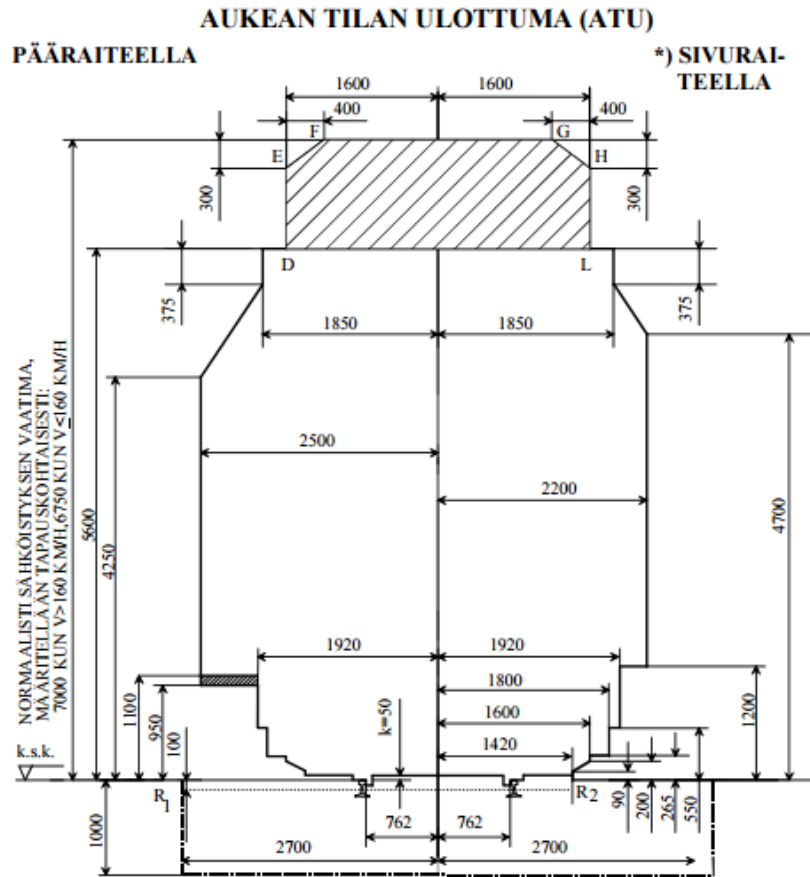 AUKEAN TILAN ULOTTUMA (ATU)
PÄÄRAITEELLA
*) SIVURAI-
TEELLA
1600 1600
400 400
F G
E H
300 300
D L
375 375
1850 1850
NORMAALISTI SÄHKÖISTYKSEN VAATIMA,
MÄÄRITELLÄÄN TAPAUSKOHTAISESTI:
7000 KUN V>160 KM/H,6750 KUN V≤160 KM/H
5600
4250
2500
2200
4700
1920 1920
1800
1600
1420
1100
950
100
k=50
1200
k.s.k.
R1 R2
90
200
265
550
1000
762 762
2700 2700